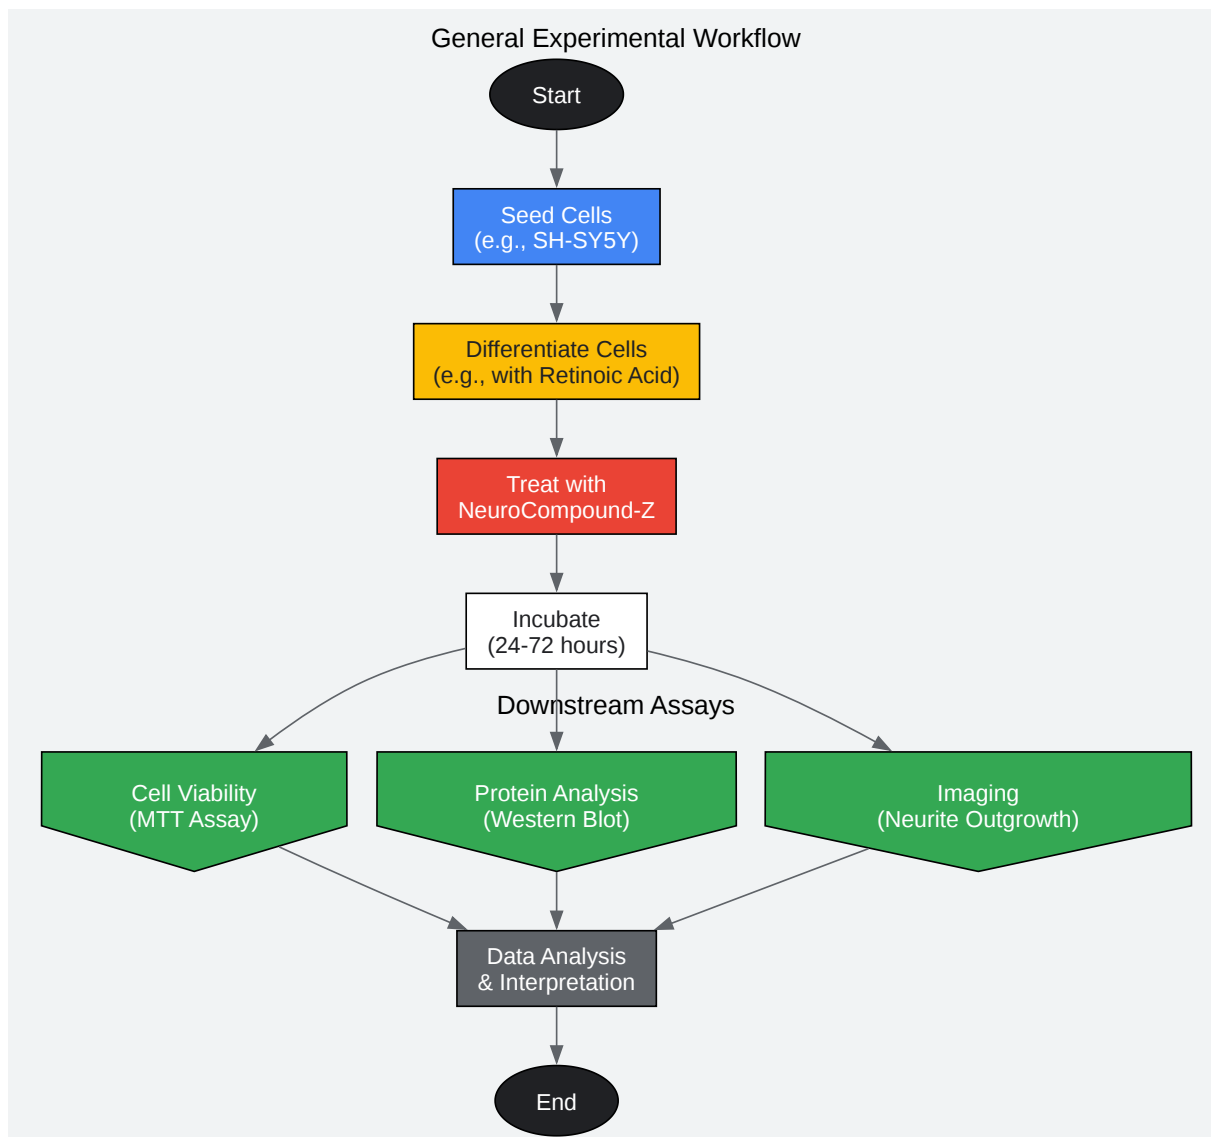 General Experimental Workflow
Start
Seed Cells
(e.g., SH-SY5Y)
Differentiate Cells
(e.g., with Retinoic Acid)
Treat with
NeuroCompound-Z
Incubate
(24-72 hours)
Downstream Assays
Cell Viability
(MTT Assay)
Protein Analysis
(Western Blot)
Imaging
(Neurite Outgrowth)
Data Analysis
& Interpretation
End